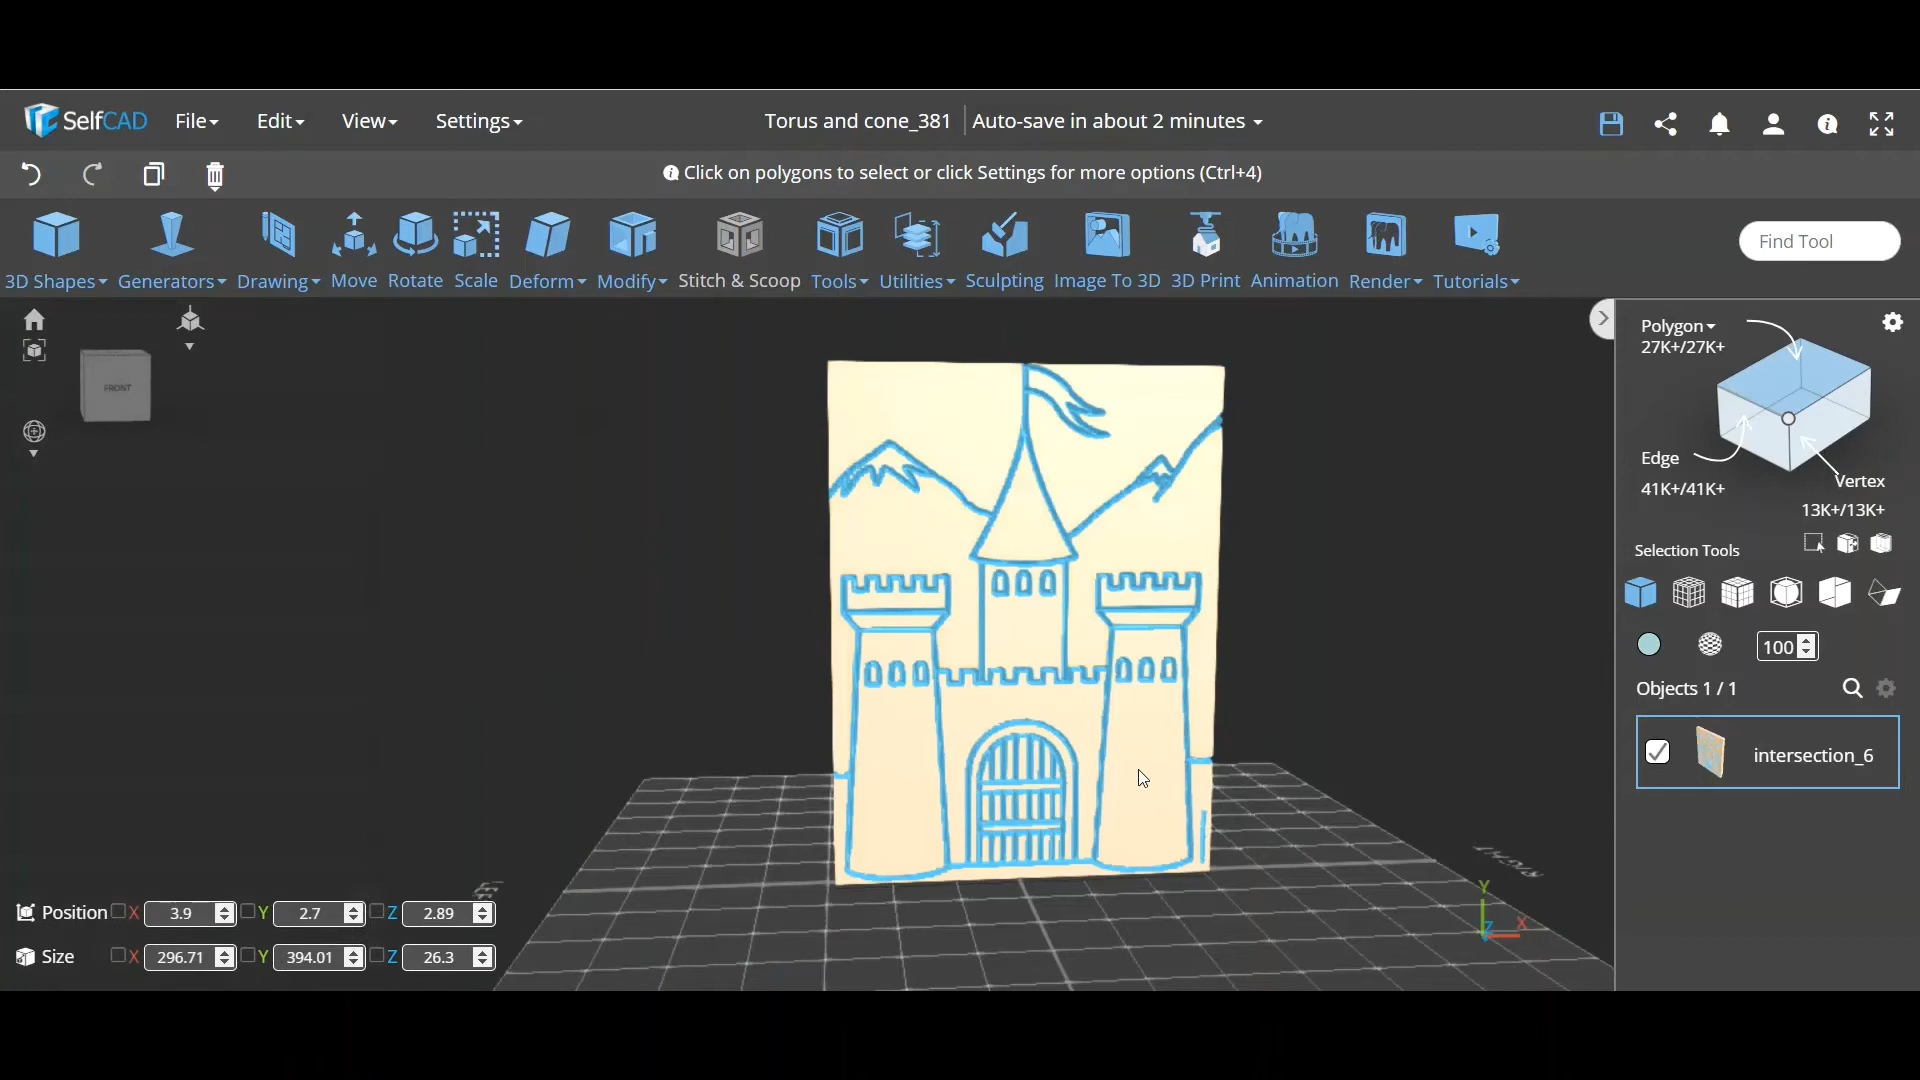 SelfCAD File Edit View Settings Torus and cone_381 Auto-save in about 2 minutes
Click on polygons to select or click Settings for more options (Ctrl+4)
Find Tool
3D Shapes Generators Drawing Move Rotate Scale Deform Modify Stitch & Scoop Tools Utilities Sculpting Image To 3D 3D Print Animation Render Tutorials
FRONT
Polygon
27K+/27K+
Edge
41K+/41K+
Vertex
13K+/13K+
Selection Tools
100
Objects 1 / 1
intersection_6
RIGHT
Y
X
Z
Position X 3.9 Y 2.7 Z 2.89
Size X 296.71 Y 394.01 Z 26.3